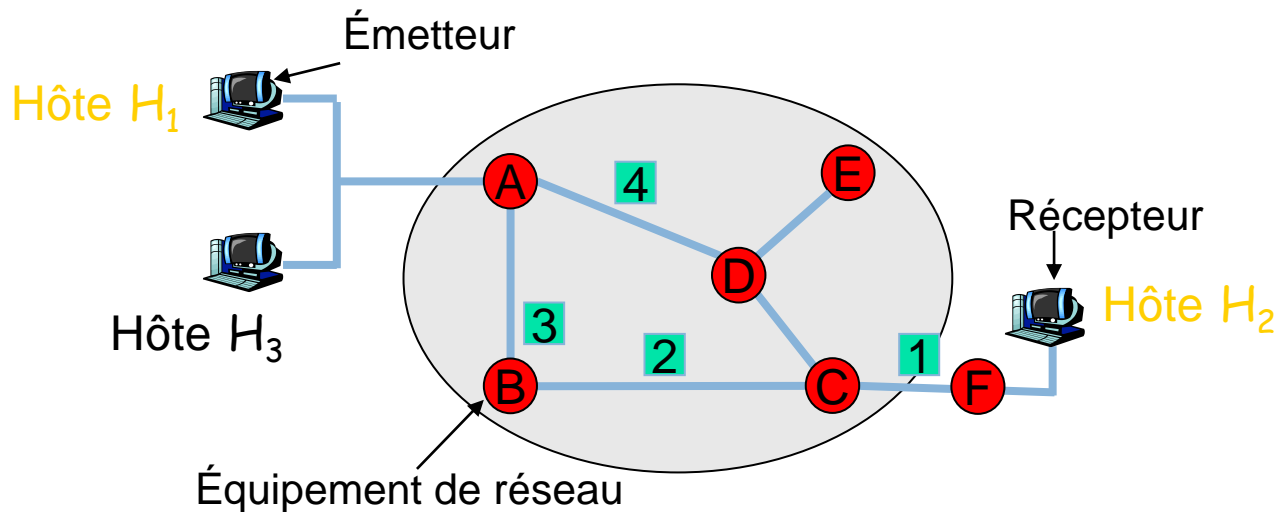 Émetteur
Hôte H1
A
4
E
Récepteur
D
Hôte H2
Hôte H3
3
2
1
B
C
F
Équipement de réseau